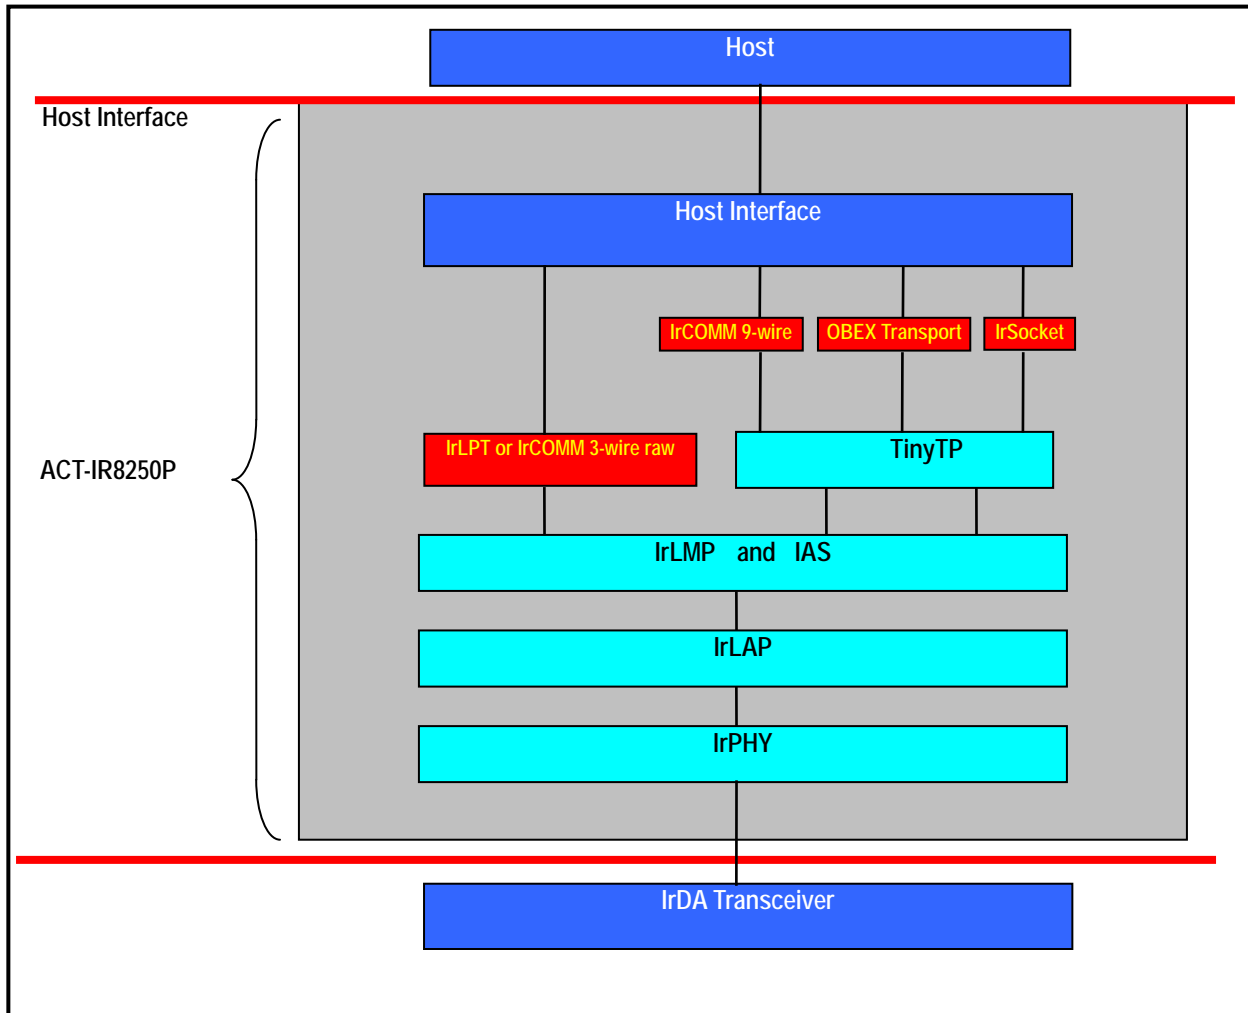 Host
Host Interface
Host Interface
IrCOMM 9-wire
OBEX Transport
IrSocket
IrLPT or IrCOMM 3-wire raw
TinyTP
ACT-IR8250P
IrLMP and IAS
IrLAP
IrPHY
IrDA Transceiver